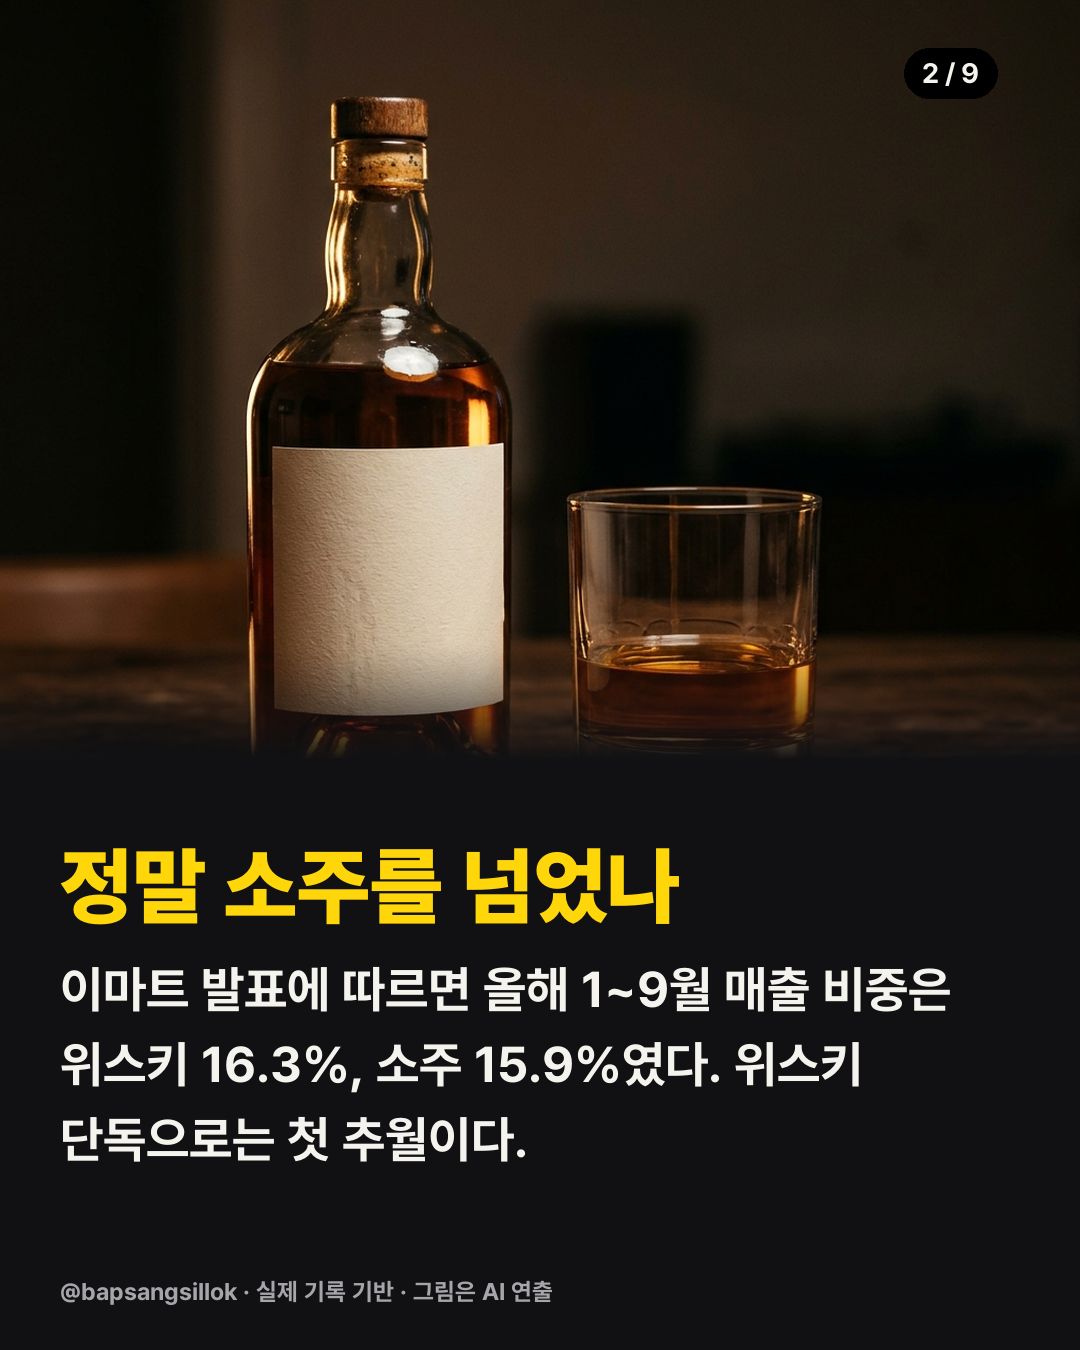 2 / 9
정말 소주를 넘었나
이마트 발표에 따르면 올해 1~9월 매출 비중은
위스키 16.3%, 소주 15.9%였다. 위스키
단독으로는 첫 추월이다.
@bapsangsillok · 실제 기록 기반 · 그림은 AI 연출